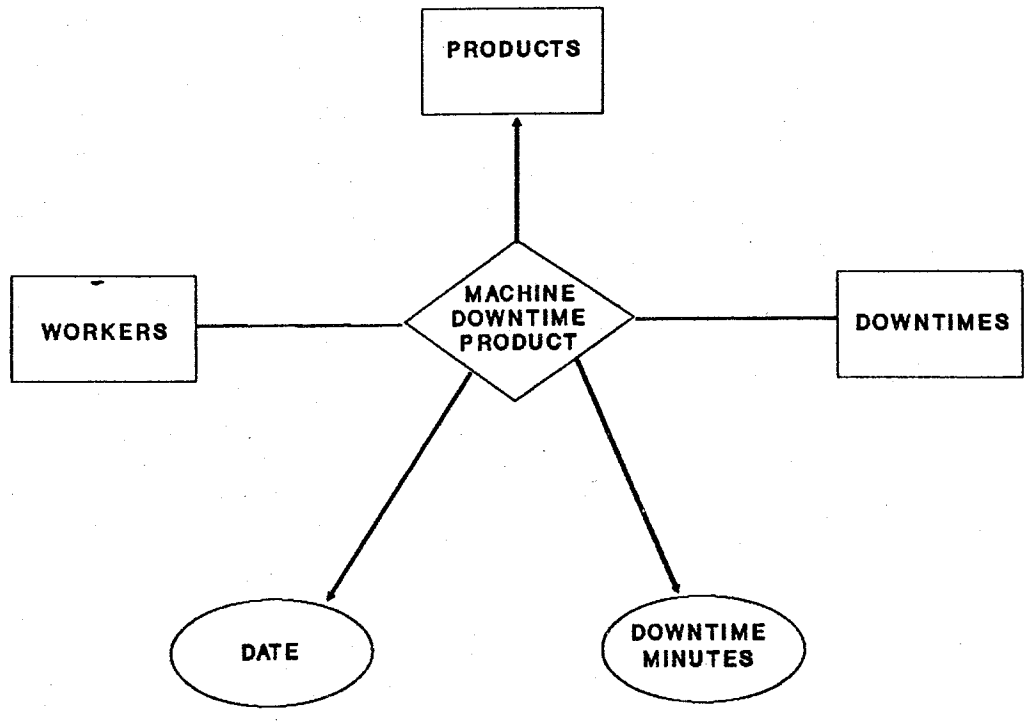 PRODUCTS
MACHINE
DOWNTIME
PRODUCT
WORKERS
DOWNTIMES
DATE
DOWNTIME
MINUTES